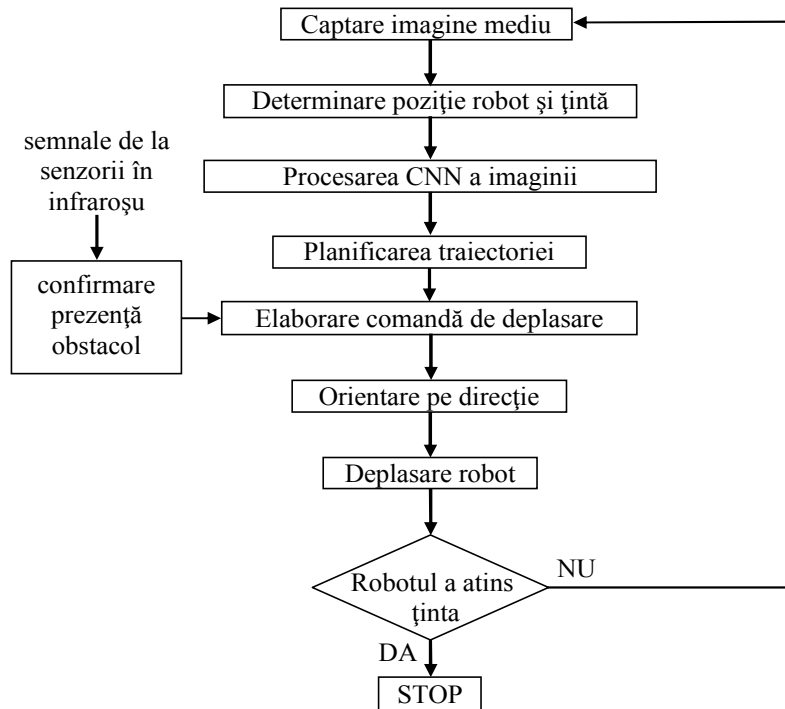 Captare imagine mediu
Determinare poziţie robot şi ţintă
semnale de la
senzorii în
infraroşu
Procesarea CNN a imaginii
Planificarea traiectoriei
confirmare
prezenţă
obstacol
Elaborare comandă de deplasare
Orientare pe direcţie
Deplasare robot
Robotul a atins
ţinta
NU
DA
STOP